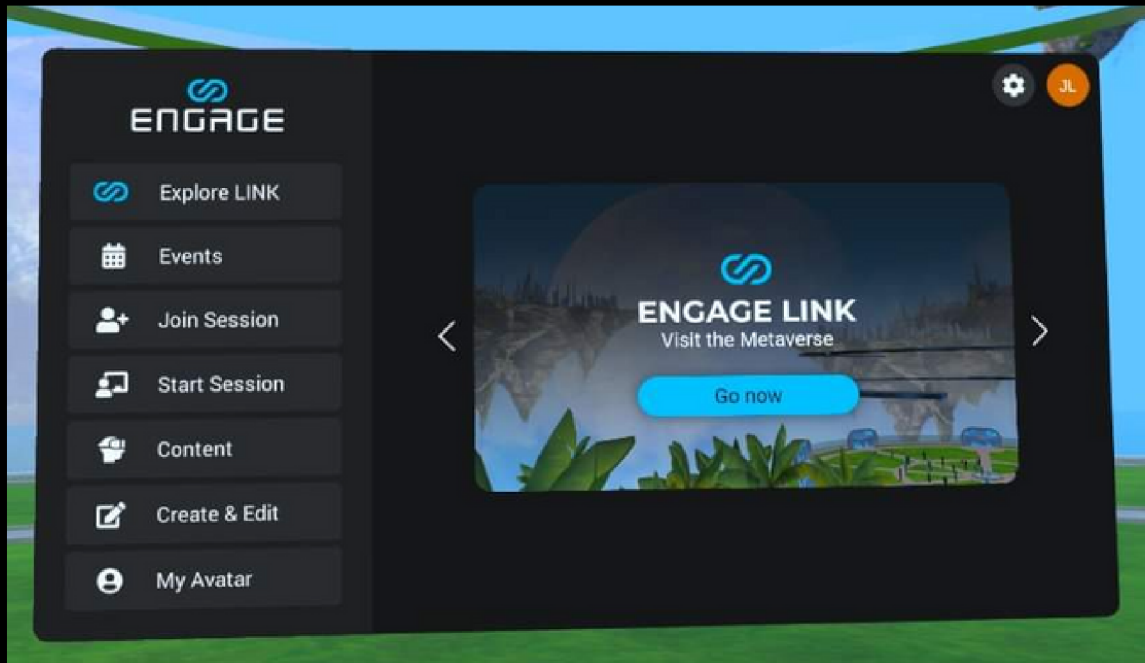 ENGAGE
Explore LINK
Events
Join Session
Start Session
Content
Create & Edit
My Avatar
JL
ENGAGE LINK
Visit the Metaverse
Go now